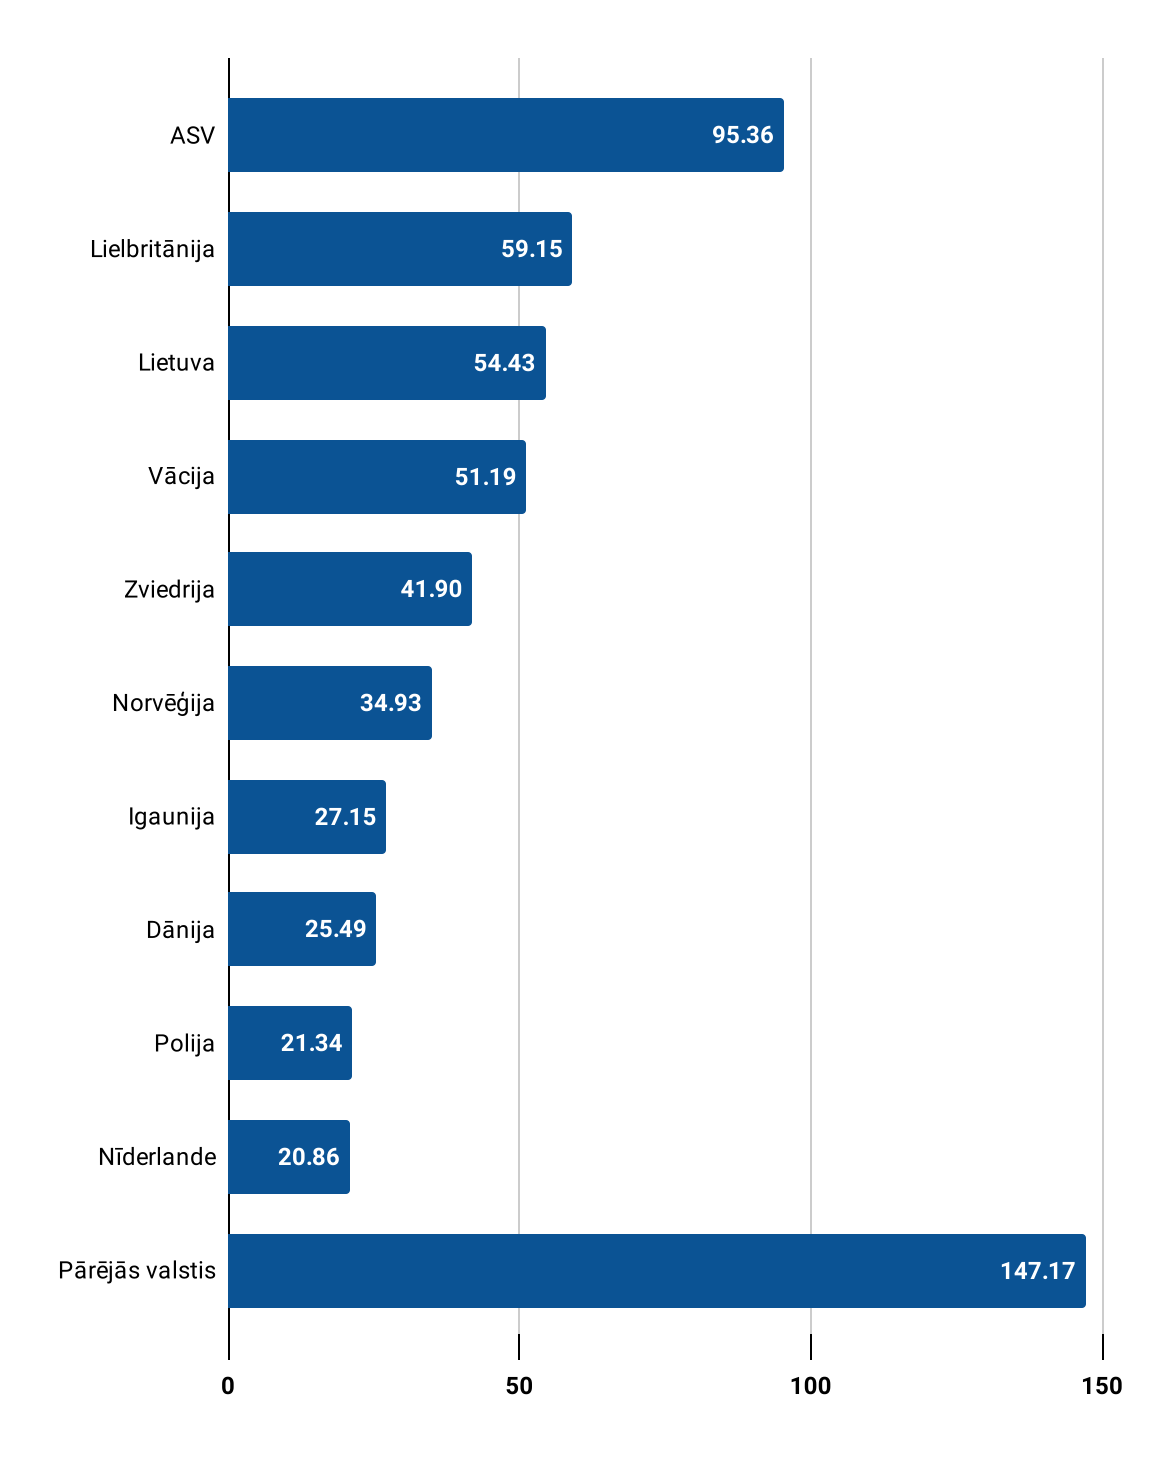 ASV 95.36
Lielbritānija 59.15
Lietuva 54.43
Vācija 51.19
Zviedrija 41.90
Norvēģija 34.93
Igaunija 27.15
Dānija 25.49
Polija 21.34
Nīderlande 20.86
Pārējās valstis 147.17
0 50 100 150